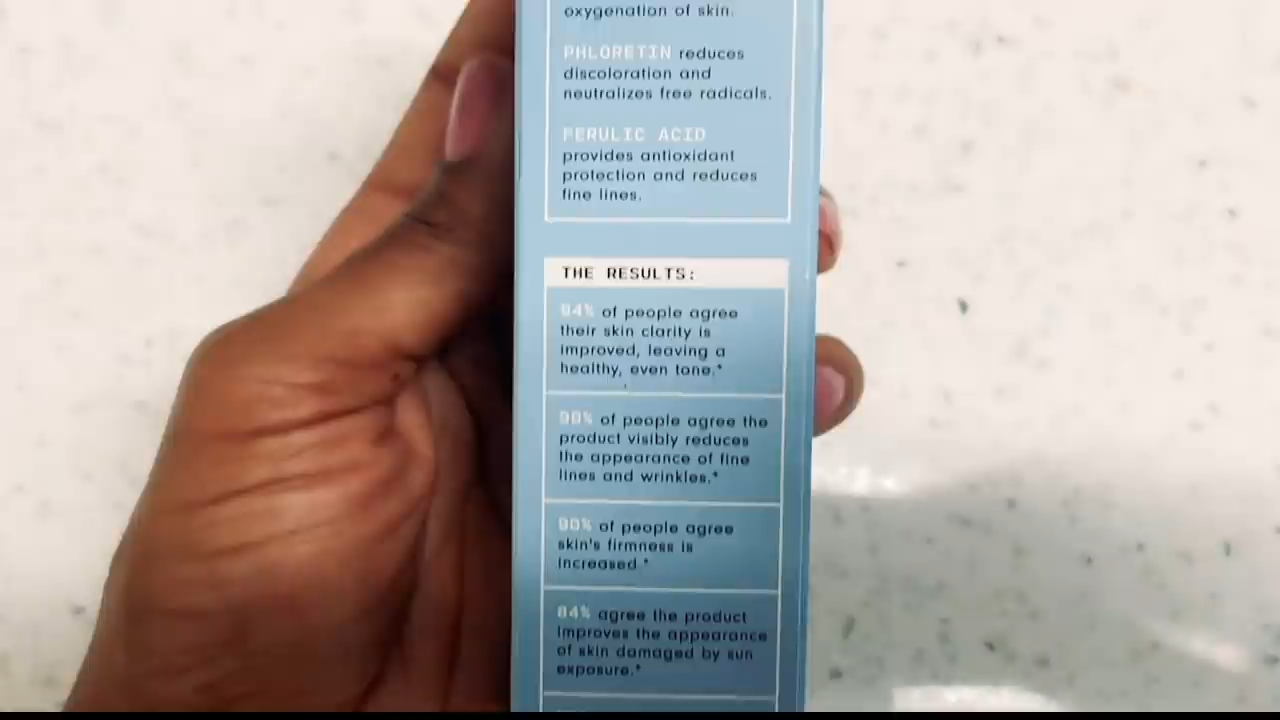 oxygenation of skin.
PHLORETIN reduces
discoloration and
neutralizes free radicals.
FERULIC ACID
provides antioxidant
protection and reduces
fine lines.
THE RESULTS:
of people agree
their skin clarity is
improved, leaving a
healthy, even tone.*
of people agree the
product visibly reduces
the appearance of fine
lines and wrinkles.*
of people agree
skin's firmness is
increased.*
84% agree the product
improves the appearance
of skin damaged by sun
exposure.*